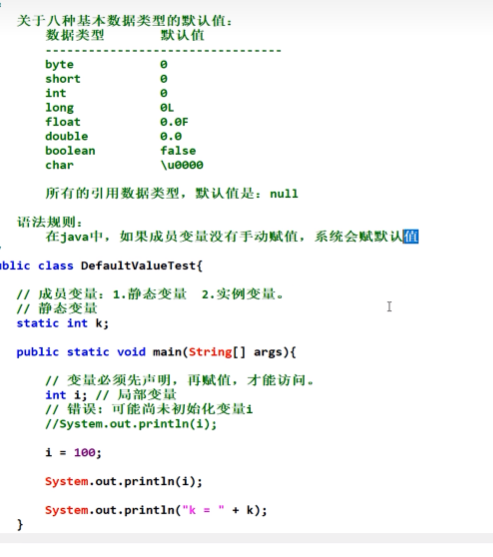 关于八种基本数据类型的默认值：
数据类型 默认值
--------------------------------
byte 0
short 0
int 0
long 0L
float 0.0F
double 0.0
boolean false
char \u0000
所有的引用数据类型，默认值是：null
语法规则：
在java中，如果成员变量没有手动赋值，系统会赋默认值
ublic class DefaultValueTest{
// 成员变量：1.静态变量 2.实例变量。
// 静态变量
static int k;
public static void main(String[] args){
// 变量必须先声明，再赋值，才能访问。
int i; // 局部变量
// 错误：可能尚未初始化变量i
//System.out.println(i);
i = 100;
System.out.println(i);
System.out.println("k = " + k);
}